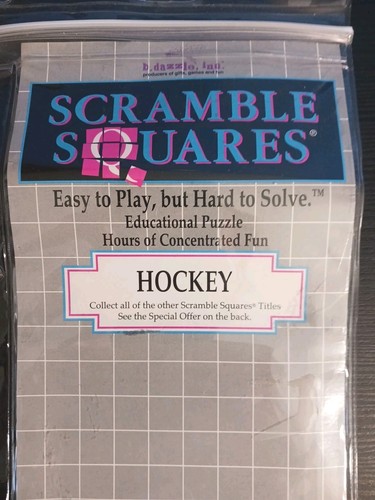 b. dazzle, inc.
producers of gifts, games and fun
SCRAMBLE
SQUARES®
Easy to Play, but Hard to Solve.™
Educational Puzzle
Hours of Concentrated Fun
HOCKEY
Collect all of the other Scramble Squares® Titles
See the Special Offer on the back.